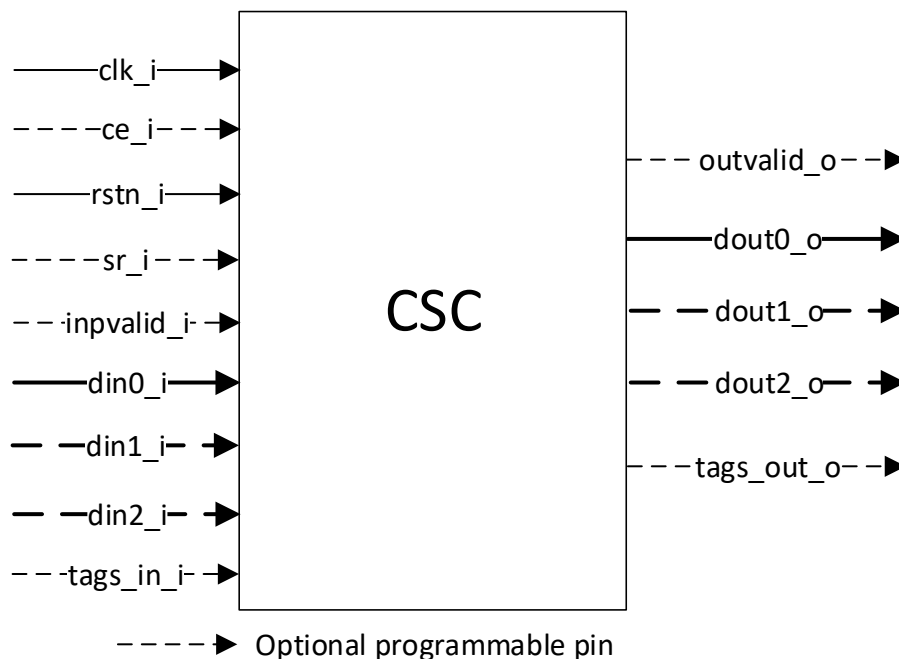 clk_i
ce_i
rstn_i
sr_i
inpvalid_i
din0_i
din1_i
din2_i
tags_in_i
CSC
outvalid_o
dout0_o
dout1_o
dout2_o
tags_out_o
Optional programmable pin